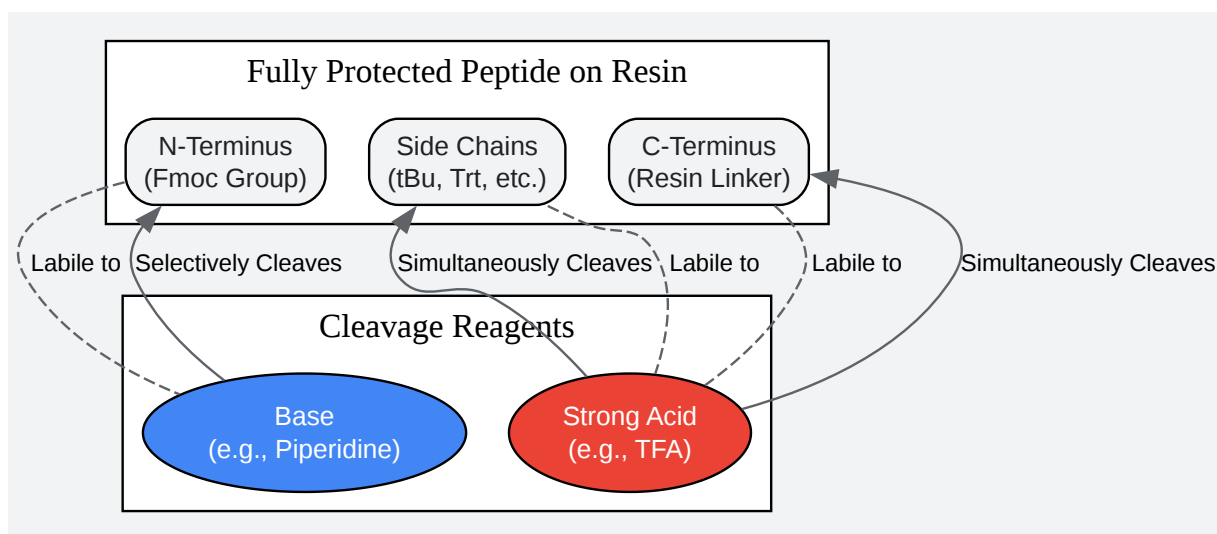 Fully Protected Peptide on Resin
N-Terminus
(Fmoc Group)
Side Chains
(tBu, Trt, etc.)
C-Terminus
(Resin Linker)
Labile to
Selectively Cleaves
Simultaneously Cleaves
Labile to
Labile to
Simultaneously Cleaves
Cleavage Reagents
Base
(e.g., Piperidine)
Strong Acid
(e.g., TFA)